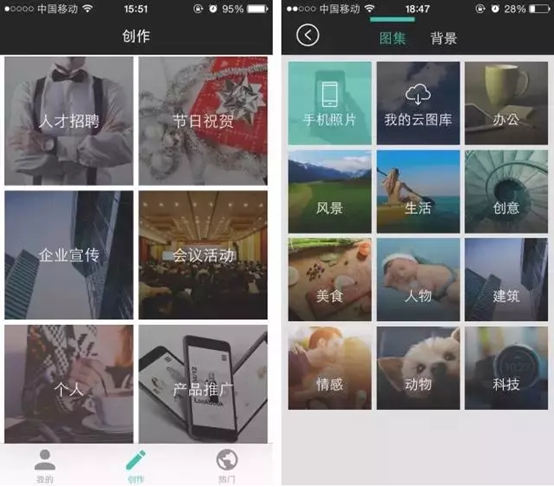 中国移动 15:51 95%
创作
人才招聘 节日祝贺
企业宣传 会议活动
个人 产品推广
我的 创作 热门
中国移动 18:47 28%
图集 背景
手机照片 我的云图库 办公
风景 生活 创意
美食 人物 建筑
情感 动物 科技